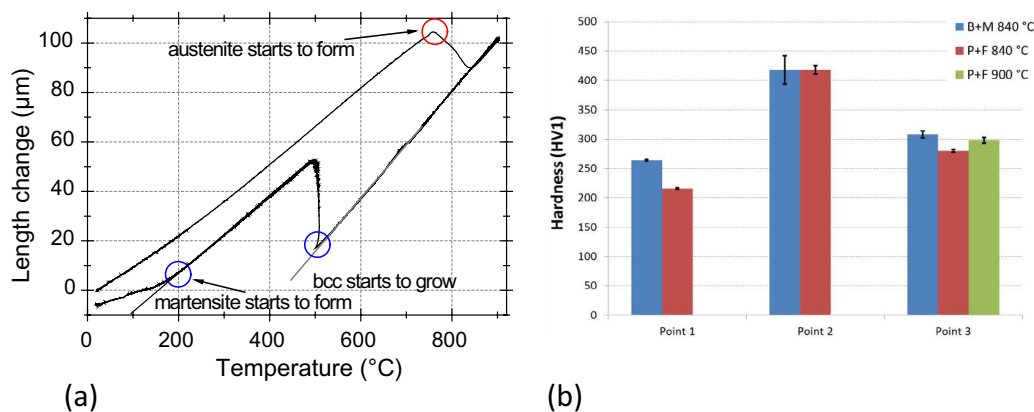 100
80
60
40
20
0
Length change (µm)
austenite starts to form
bcc starts to grow
martensite starts to form
0 200 400 600 800
Temperature (°C)
(a)
500
450
400
350
300
250
200
150
100
50
0
Hardness (HV1)
B+M 840 °C
P+F 840 °C
P+F 900 °C
Point 1 Point 2 Point 3
(b)